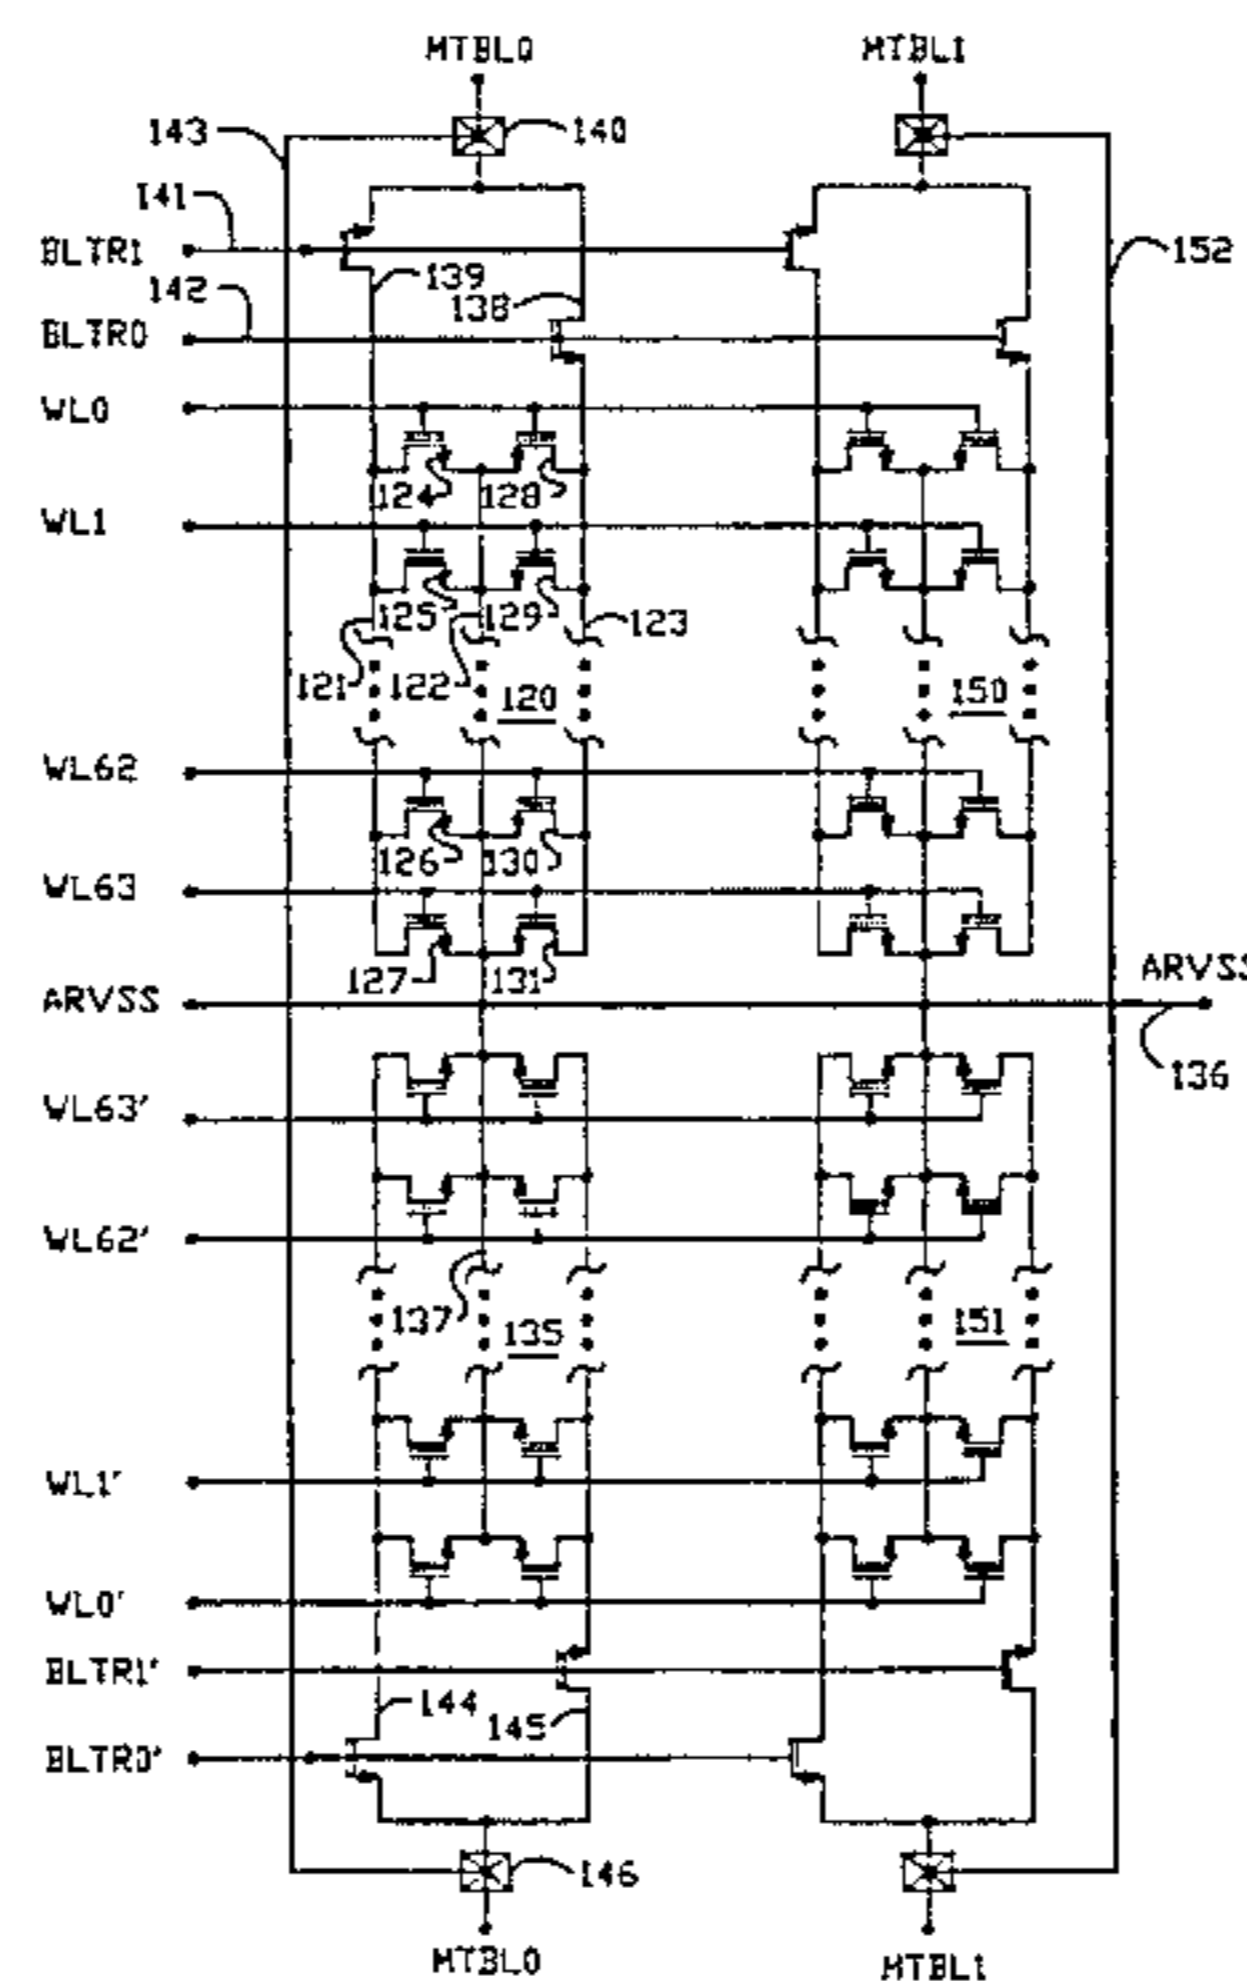 MTBL0 MTBL1
143 140
141
BLTR1 139 152
142 138
BLTR0
WL0
124 128
WL1
125 129 123
121 122 120 150
WL62
126 130
WL63
127 131
ARVSS ARVSS
136
WL63'
WL62'
137 135 151
WL1'
WL0'
BLTR1'
144 145
BLTR0'
146
MTBL0 MTBL1